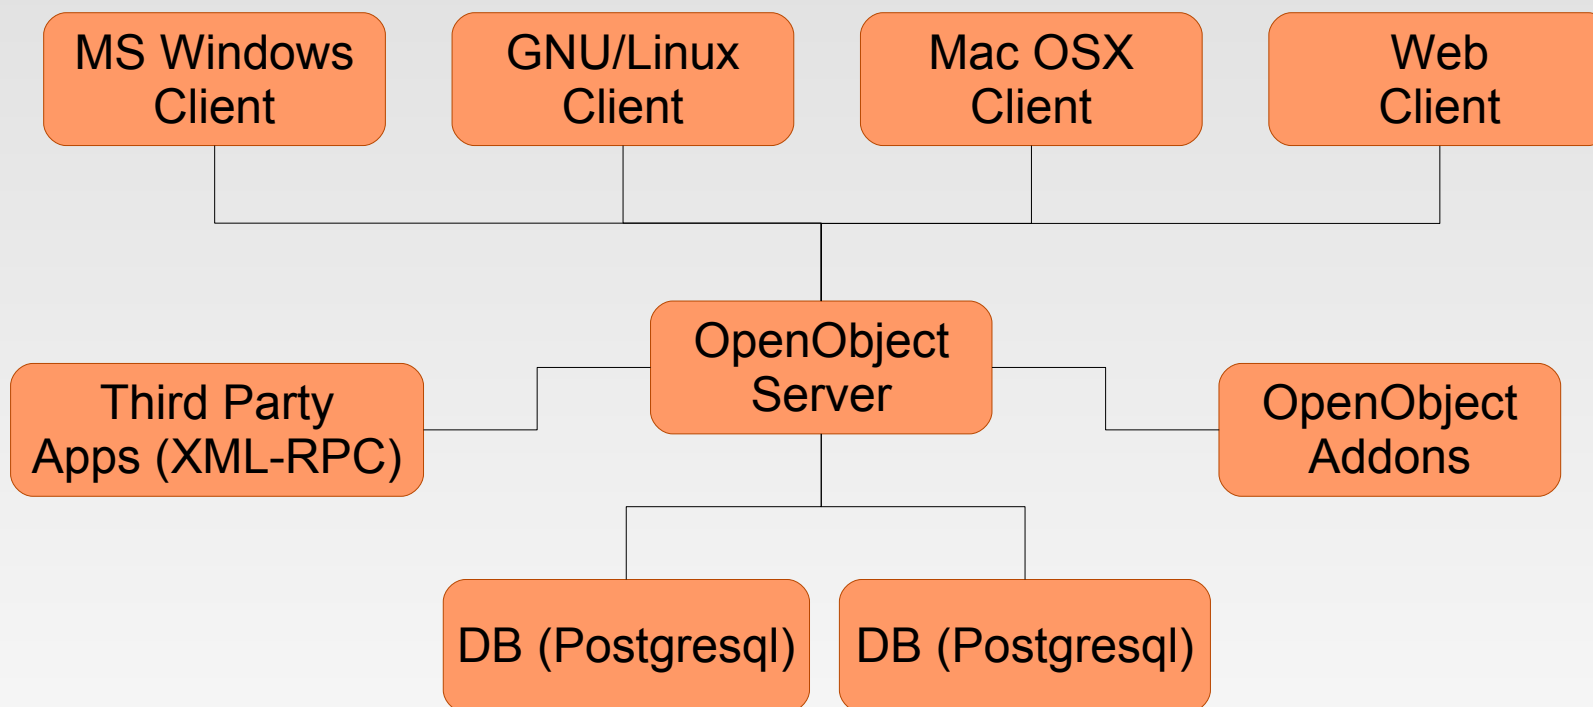 MS Windows
Client
GNU/Linux
Client
Mac OSX
Client
Web
Client
OpenObject
Server
Third Party
Apps (XML-RPC)
OpenObject
Addons
DB (Postgresql)
DB (Postgresql)